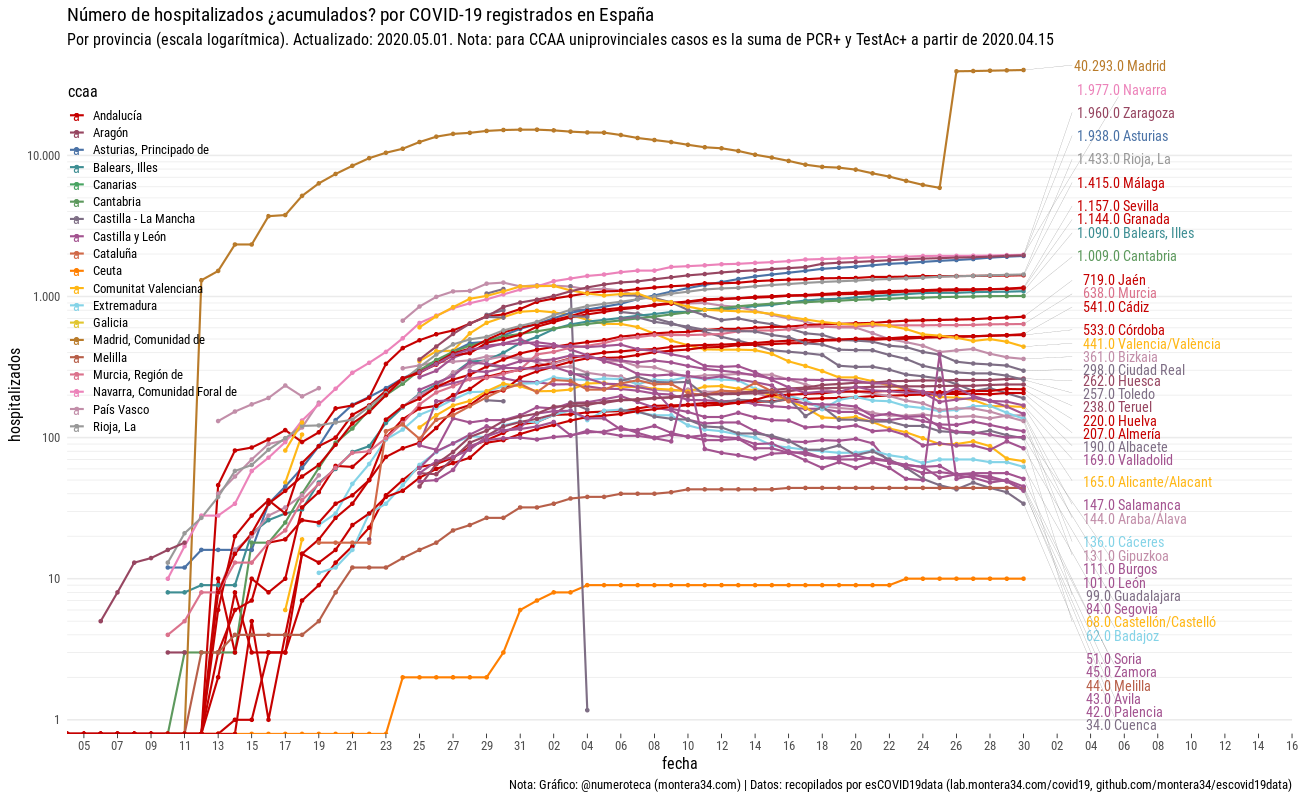 Número de hospitalizados ¿acumulados? por COVID-19 registrados en España
Por provincia (escala logarítmica). Actualizado: 2020.05.01. Nota: para CCAA uniprovinciales casos es la suma de PCR+ y TestAc+ a partir de 2020.04.15
ccaa
Andalucía
Aragón
Asturias, Principado de
Balears, Illes
Canarias
Cantabria
Castilla - La Mancha
Castilla y León
Cataluña
Ceuta
Comunitat Valenciana
Extremadura
Galicia
Madrid, Comunidad de
Melilla
Murcia, Región de
Navarra, Comunidad Foral de
País Vasco
Rioja, La
hospitalizados
10.000
1.000
100
10
1
40.293.0 Madrid
1.977.0 Navarra
1.960.0 Zaragoza
1.938.0 Asturias
1.433.0 Rioja, La
1.415.0 Málaga
1.157.0 Sevilla
1.144.0 Granada
1.090.0 Balears, Illes
1.009.0 Cantabria
719.0 Jaén
638.0 Murcia
541.0 Cádiz
533.0 Córdoba
441.0 Valencia/València
361.0 Bizkaia
298.0 Ciudad Real
262.0 Huesca
257.0 Toledo
238.0 Teruel
220.0 Huelva
207.0 Almería
190.0 Albacete
169.0 Valladolid
165.0 Alicante/Alacant
147.0 Salamanca
144.0 Araba/Álava
136.0 Cáceres
131.0 Gipuzkoa
111.0 Burgos
101.0 León
99.0 Guadalajara
84.0 Segovia
68.0 Castellón/Castelló
62.0 Badajoz
51.0 Soria
45.0 Zamora
44.0 Melilla
43.0 Ávila
42.0 Palencia
34.0 Cuenca
05 07 09 11 13 15 17 19 21 23 25 27 29 31 02 04 06 08 10 12 14 16 18 20 22 24 26 28 30 02 04 06 08 10 12 14 16
fecha
Nota: Gráfico: @numeroteca (montera34.com) | Datos: recopilados por esCOVID19data (lab.montera34.com/covid19, github.com/montera34/escovid19data)